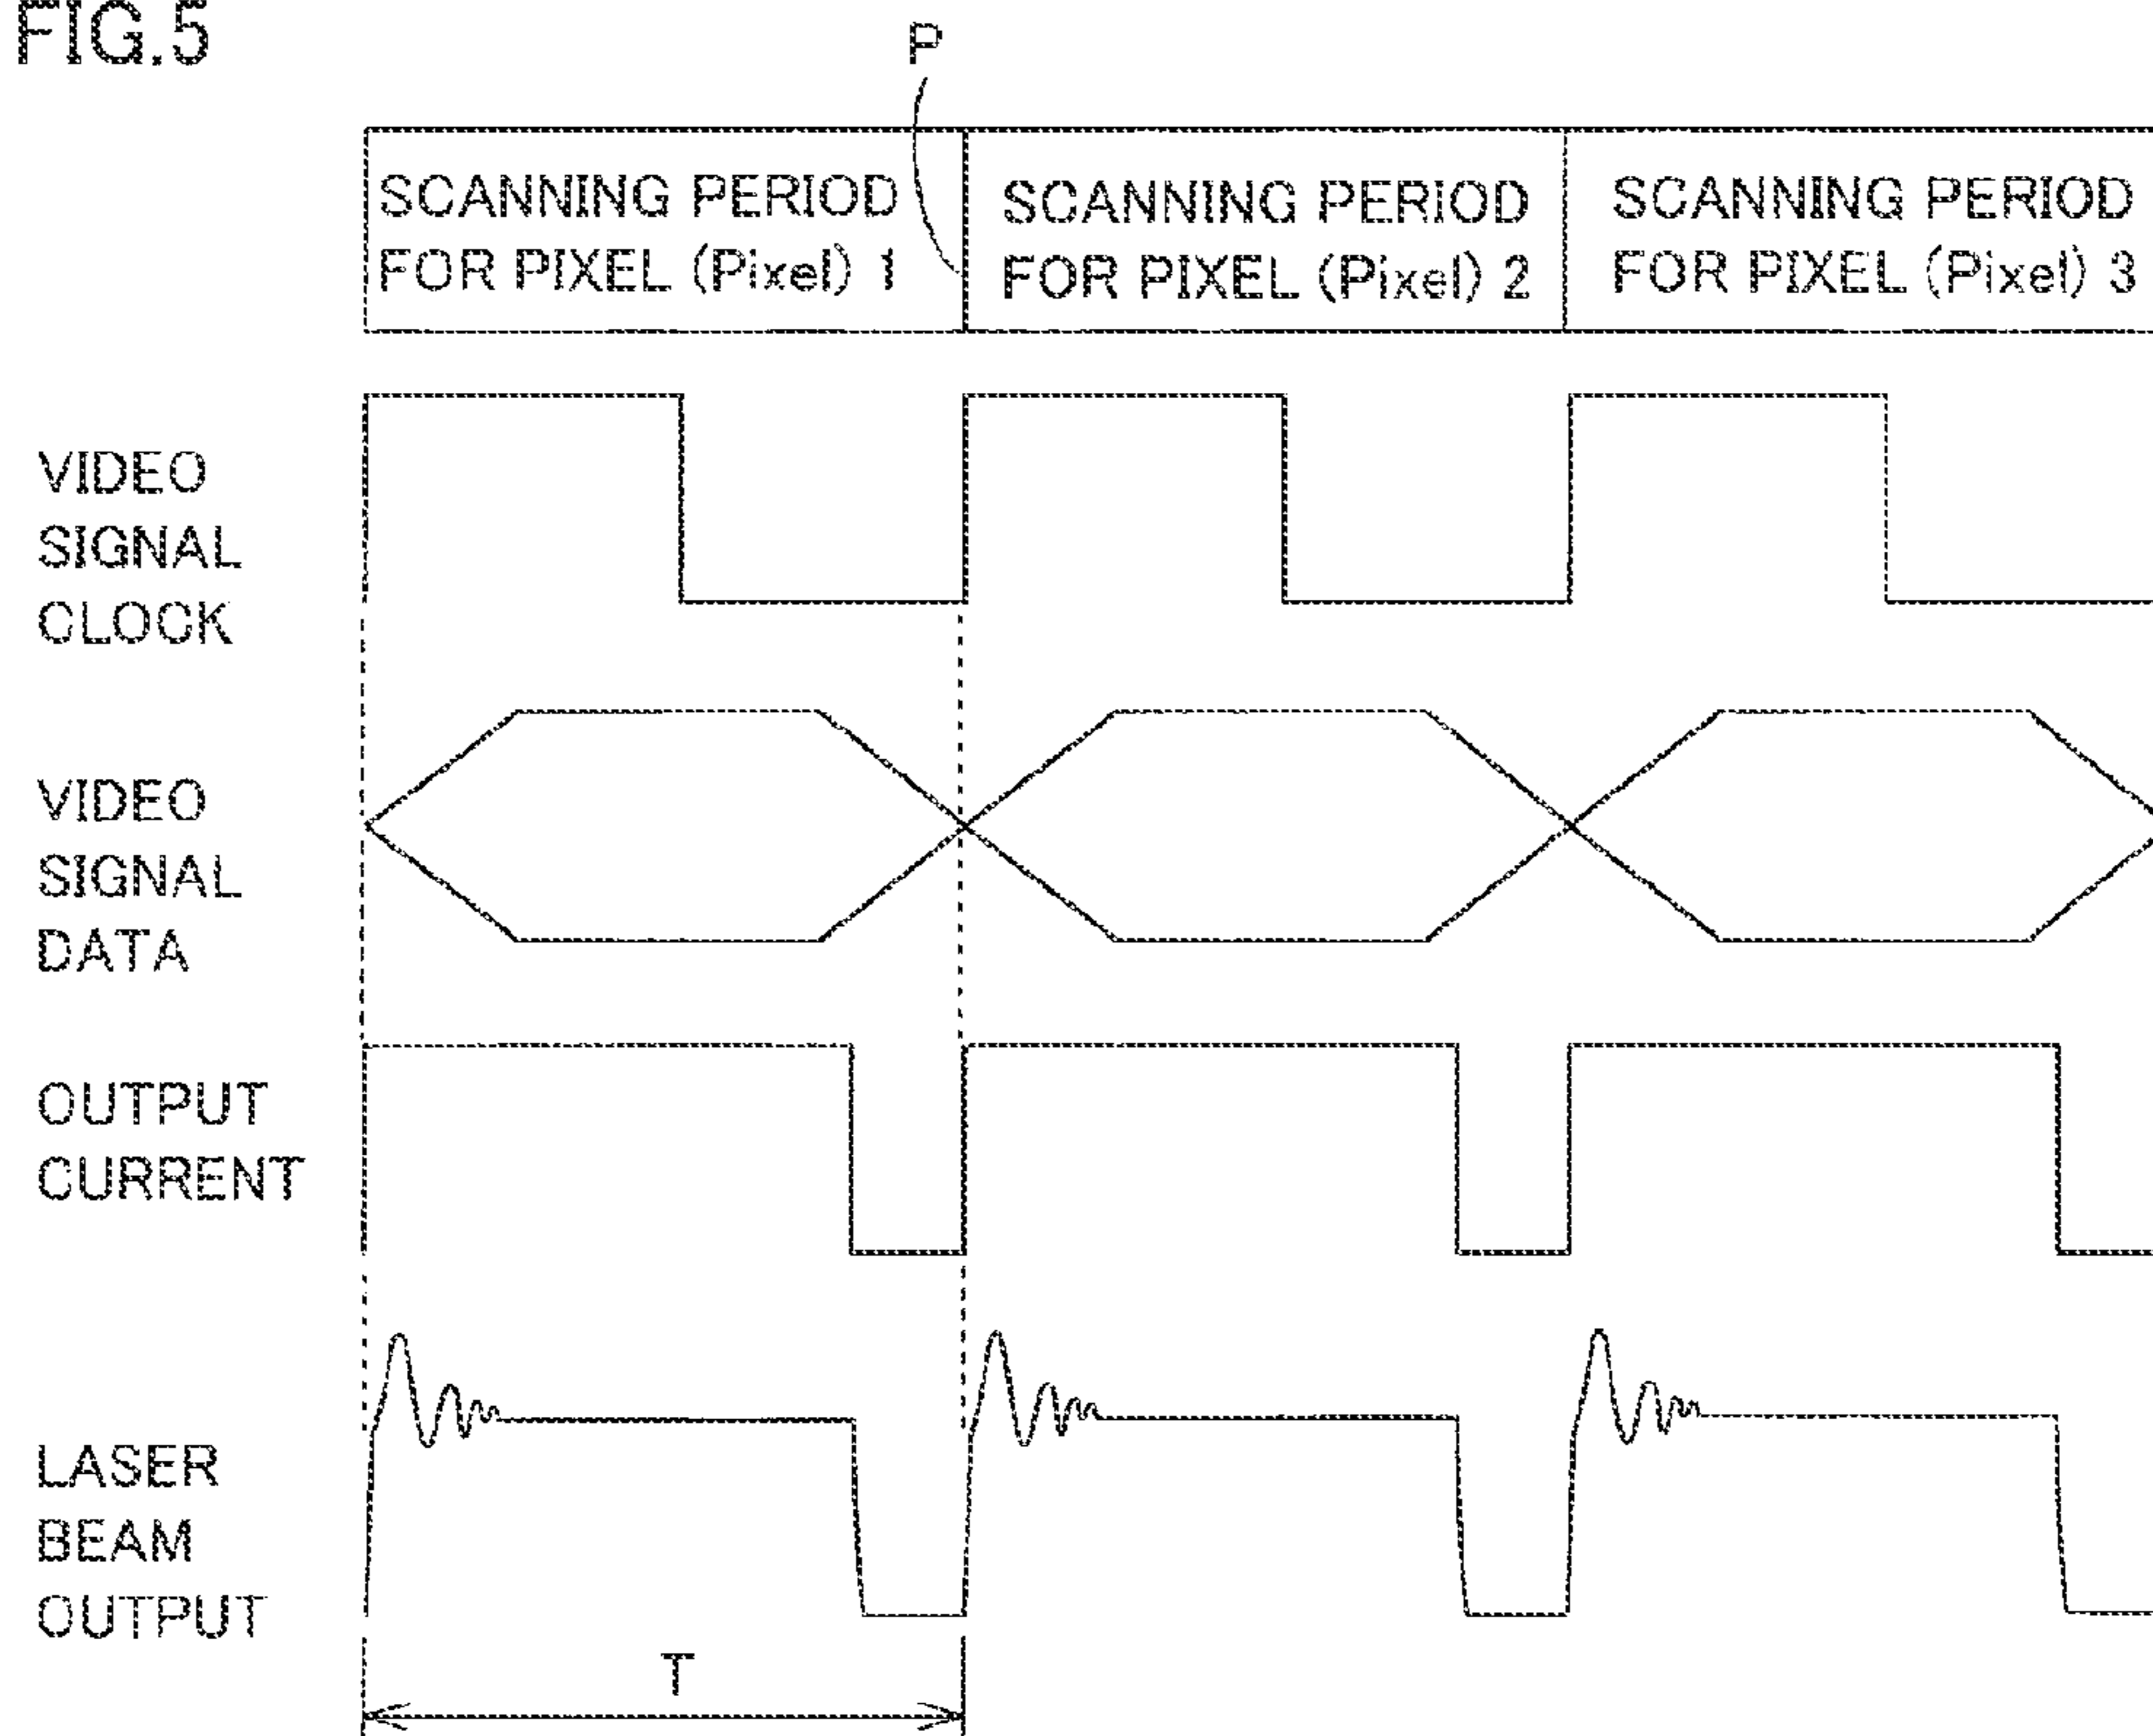 FIG.5
P
SCANNING PERIOD
FOR PIXEL (Pixel) 1
SCANNING PERIOD
FOR PIXEL (Pixel) 2
SCANNING PERIOD
FOR PIXEL (Pixel) 3
VIDEO
SIGNAL
CLOCK
VIDEO
SIGNAL
DATA
OUTPUT
CURRENT
LASER
BEAM
OUTPUT
T